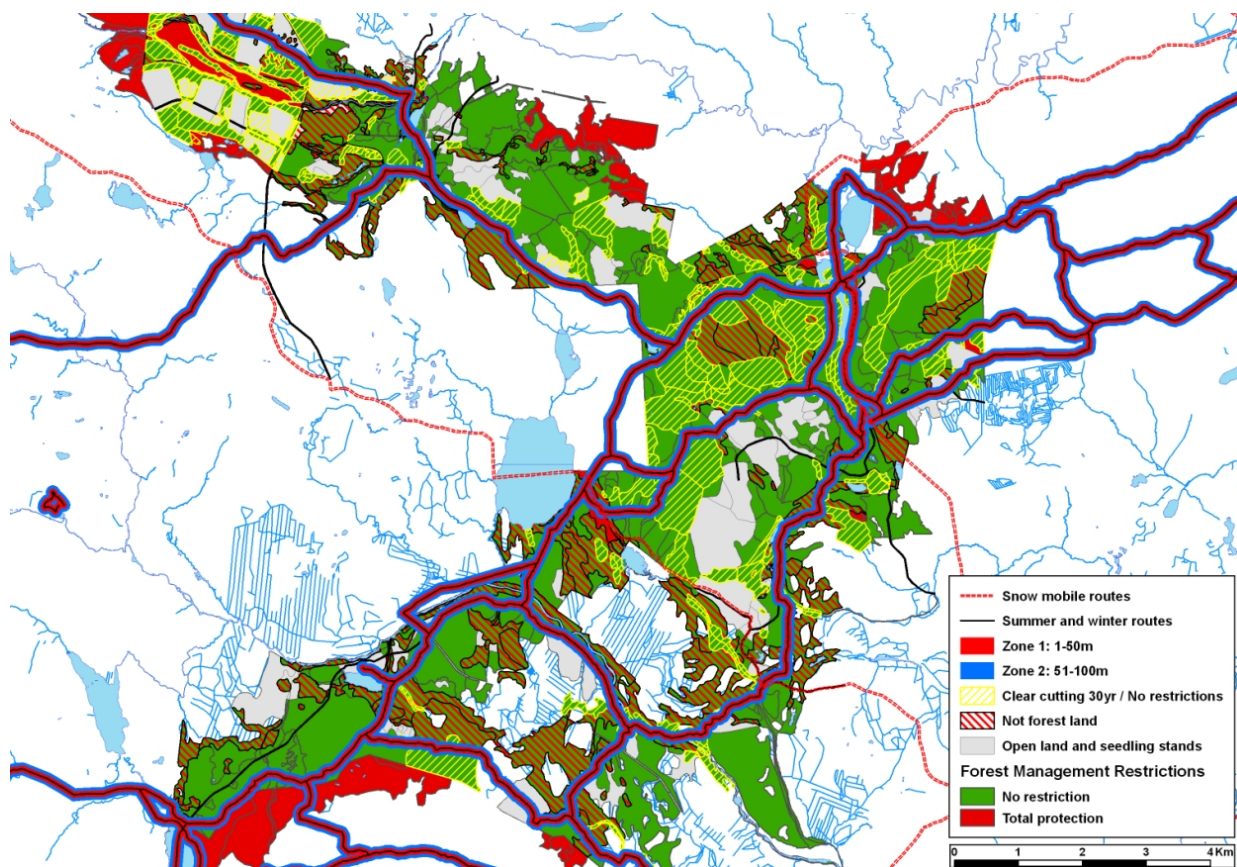 Snow mobile routes
Summer and winter routes
Zone 1: 1-50m
Zone 2: 51-100m
Clear cutting 30yr / No restrictions
Not forest land
Open land and seedling stands
Forest Management Restrictions
No restriction
Total protection
0 1 2 3 4 Km